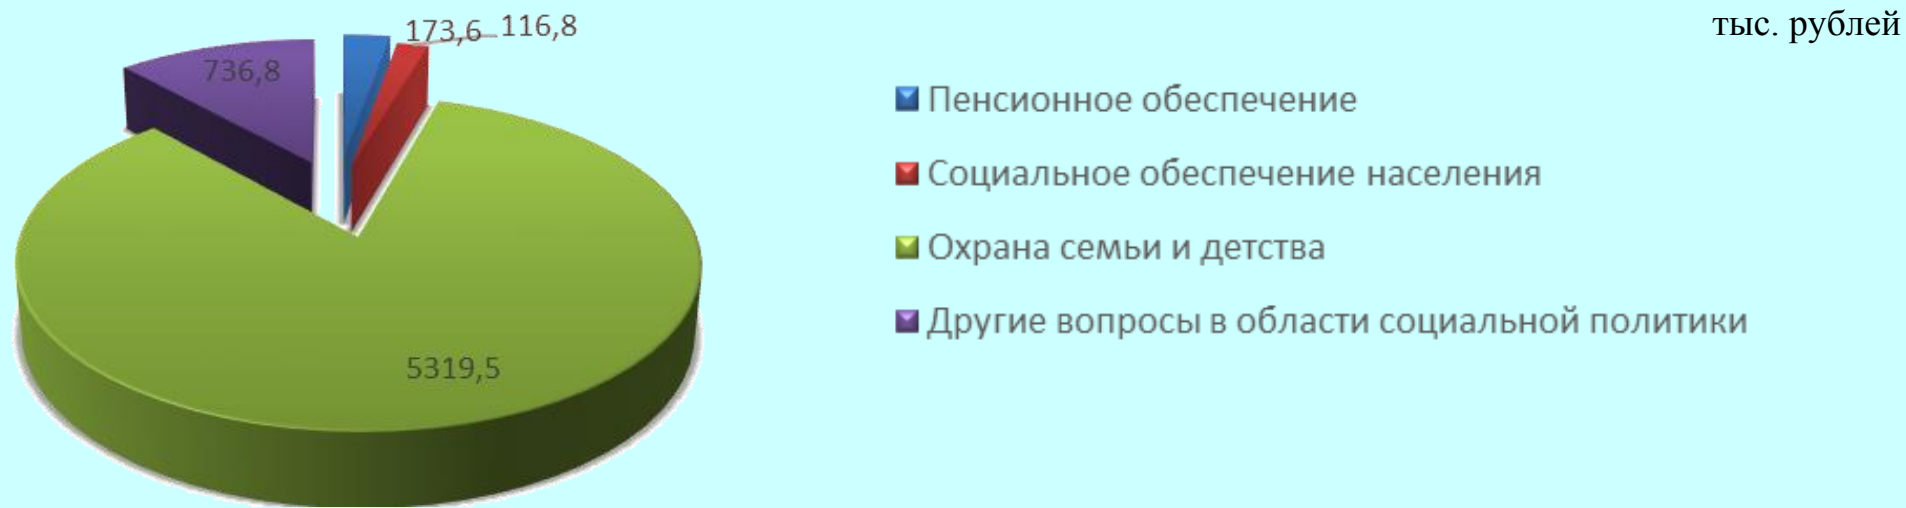 тыс. рублей
173,6
116,8
736,8
5319,5
Пенсионное обеспечение
Социальное обеспечение населения
Охрана семьи и детства
Другие вопросы в области социальной политики